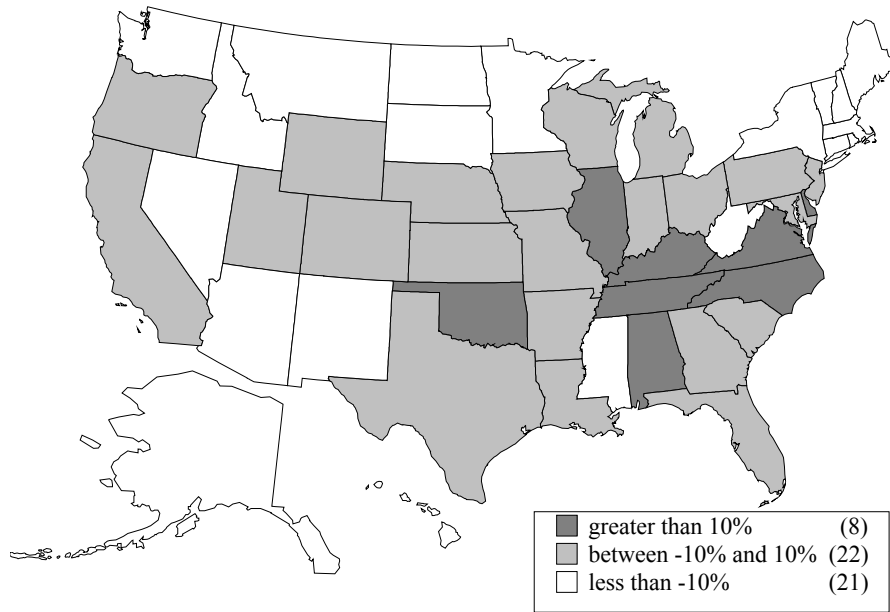 greater than 10% (8)
between -10% and 10% (22)
less than -10% (21)